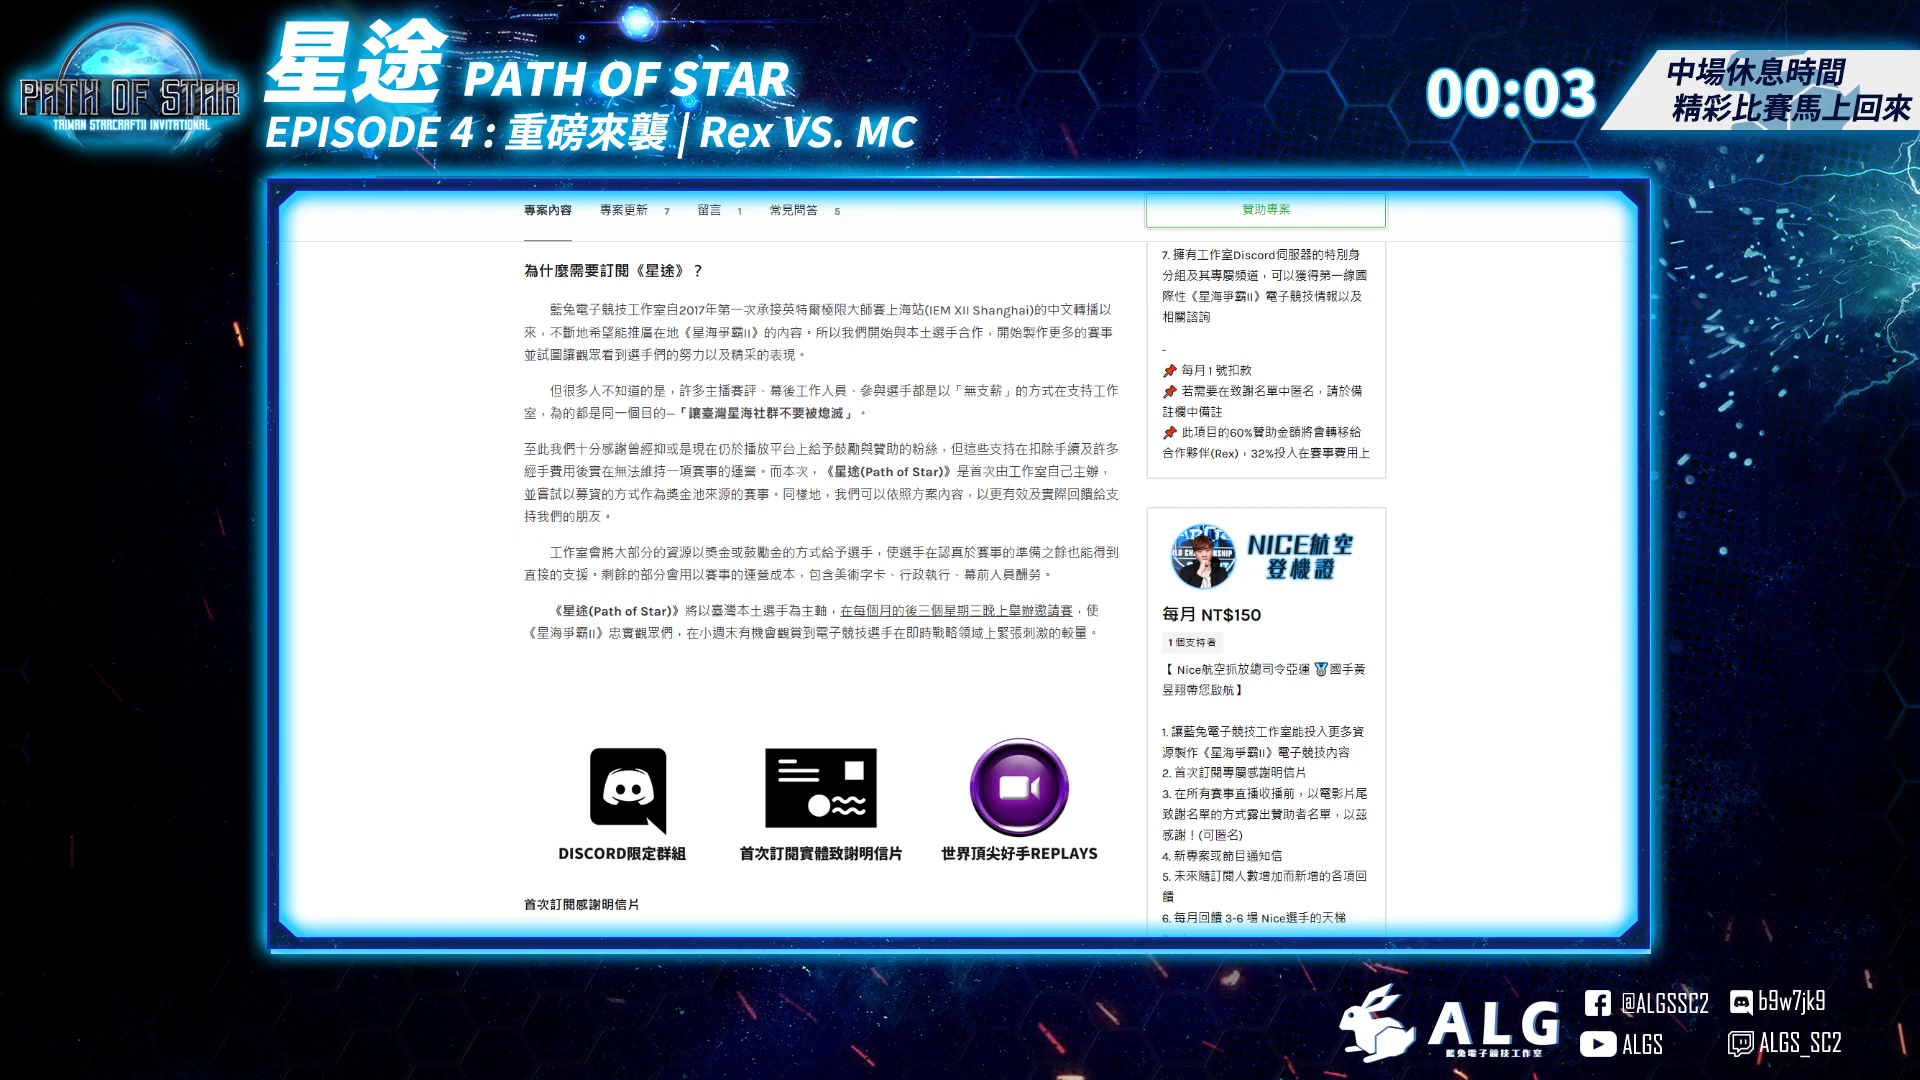 PATH OF STAR
TAIWAN STARCRAFTII INVITATIONAL
星途 PATH OF STAR
EPISODE 4 : 重磅來襲 | Rex VS. MC
00:03
中場休息時間
精彩比賽馬上回來
專案內容 專案更新 7 留言 1 常見問答 5
贊助專案
為什麼需要訂閱《星途》？
藍兔電子競技工作室自2017年第一次承接英特爾極限大師賽上海站(IEM XII Shanghai)的中文轉播以
來，不斷地希望能推廣在地《星海爭霸II》的內容。所以我們開始與本土選手合作，開始製作更多的賽事
並試圖讓觀眾看到選手們的努力以及精采的表現。
但很多人不知道的是，許多主播賽評、幕後工作人員、參與選手都是以「無支薪」的方式在支持工作
室，為的都是同一個目的—「讓臺灣星海社群不要被熄滅」。
至此我們十分感謝曾經抑或是現在仍於播放平台上給予鼓勵與贊助的粉絲，但這些支持在扣除手續及許多
經手費用後實在無法維持一項賽事的運營。而本次，《星途(Path of Star)》是首次由工作室自己主辦，
並嘗試以募資的方式作為獎金池來源的賽事。同樣地，我們可以依照方案內容，以更有效及實際回饋給支
持我們的朋友。
工作室會將大部分的資源以獎金或鼓勵金的方式給予選手，使選手在認真於賽事的準備之餘也能得到
直接的支援。剩餘的部分會用以賽事的運營成本，包含美術字卡、行政執行、幕前人員酬勞。
《星途(Path of Star)》將以臺灣本土選手為主軸，在每個月的後三個星期三晚上舉辦邀請賽，使
《星海爭霸II》忠實觀眾們，在小週末有機會觀賞到電子競技選手在即時戰略領域上緊張刺激的較量。
DISCORD限定群組
首次訂閱實體致謝明信片
世界頂尖好手REPLAYS
首次訂閱感謝明信片
7. 擁有工作室Discord伺服器的特別身
分組及其專屬頻道，可以獲得第一線國
際性《星海爭霸II》電子競技情報以及
相關諮詢
-
📌 每月 1 號扣款
📌 若需要在致謝名單中匿名，請於備
註欄中備註
📌 此項目的60%贊助金額將會轉移給
合作夥伴(Rex)，32%投入在賽事費用上
NICE航空
登機證
每月 NT$150
1 個支持者
【 Nice航空抓放總司令亞運 🏅國手黃
昱翔帶您啟航】
1. 讓藍兔電子競技工作室能投入更多資
源製作《星海爭霸II》電子競技內容
2. 首次訂閱專屬感謝明信片
3. 在所有賽事直播收播前，以電影片尾
致謝名單的方式露出贊助者名單，以茲
感謝！(可匿名)
4. 新專案或節目通知信
5. 未來隨訂閱人數增加而新增的各項回
饋
6. 每月回饋 3-6 場 Nice選手的天梯
ALG
藍兔電子競技工作室
@ALGSSC2
b9w7jk9
ALGS
ALGS_SC2